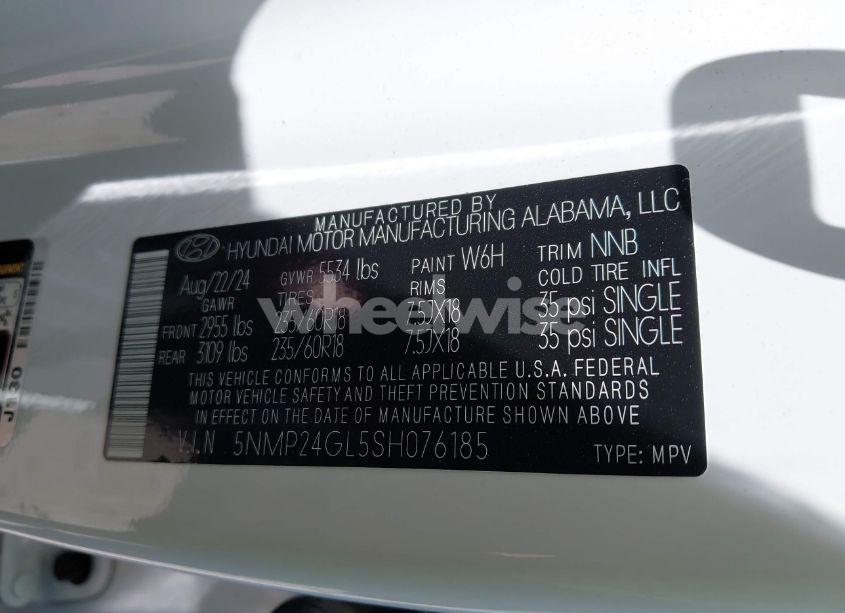 MANUFACTURED BY
HYUNDAI MOTOR MANUFACTURING ALABAMA, LLC
Aug/22/24 GVWR 5534 lbs PAINT W6H TRIM NNB
GAWR TIRES RIMS COLD TIRE INFL
FRONT 2955 lbs 235/60R18 7.5JX18 35 psi SINGLE
REAR 3109 lbs 235/60R18 7.5JX18 35 psi SINGLE
THIS VEHICLE CONFORMS TO ALL APPLICABLE U.S.A. FEDERAL
MOTOR VEHICLE SAFETY AND THEFT PREVENTION STANDARDS
IN EFFECT ON THE DATE OF MANUFACTURE SHOWN ABOVE
V.I.N 5NMP24GL5SH076185 TYPE: MPV
wheelwise